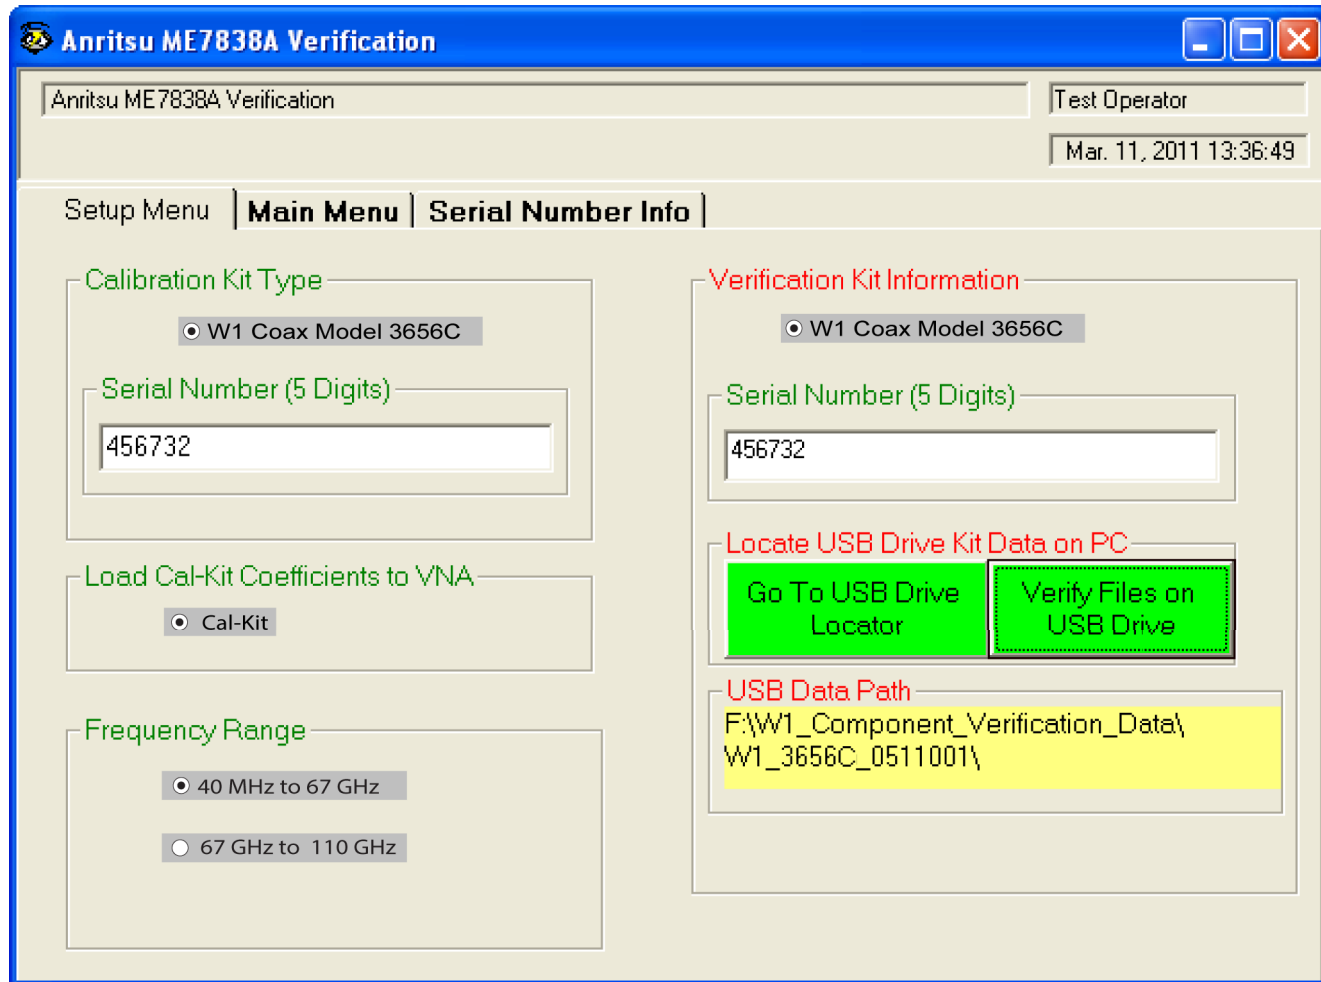 Anritsu ME7838A Verification
Anritsu ME7838A Verification
Test Operator
Mar. 11, 2011 13:36:49
Setup Menu
Main Menu
Serial Number Info
Calibration Kit Type
W1 Coax Model 3656C
Serial Number (5 Digits)
456732
Load Cal-Kit Coefficients to VNA
Cal-Kit
Frequency Range
40 MHz to 67 GHz
67 GHz to 110 GHz
Verification Kit Information
W1 Coax Model 3656C
Serial Number (5 Digits)
456732
Locate USB Drive Kit Data on PC
Go To USB Drive
Locator
Verify Files on
USB Drive
USB Data Path
F:\W1_Component_Verification_Data\
W1_3656C_0511001\